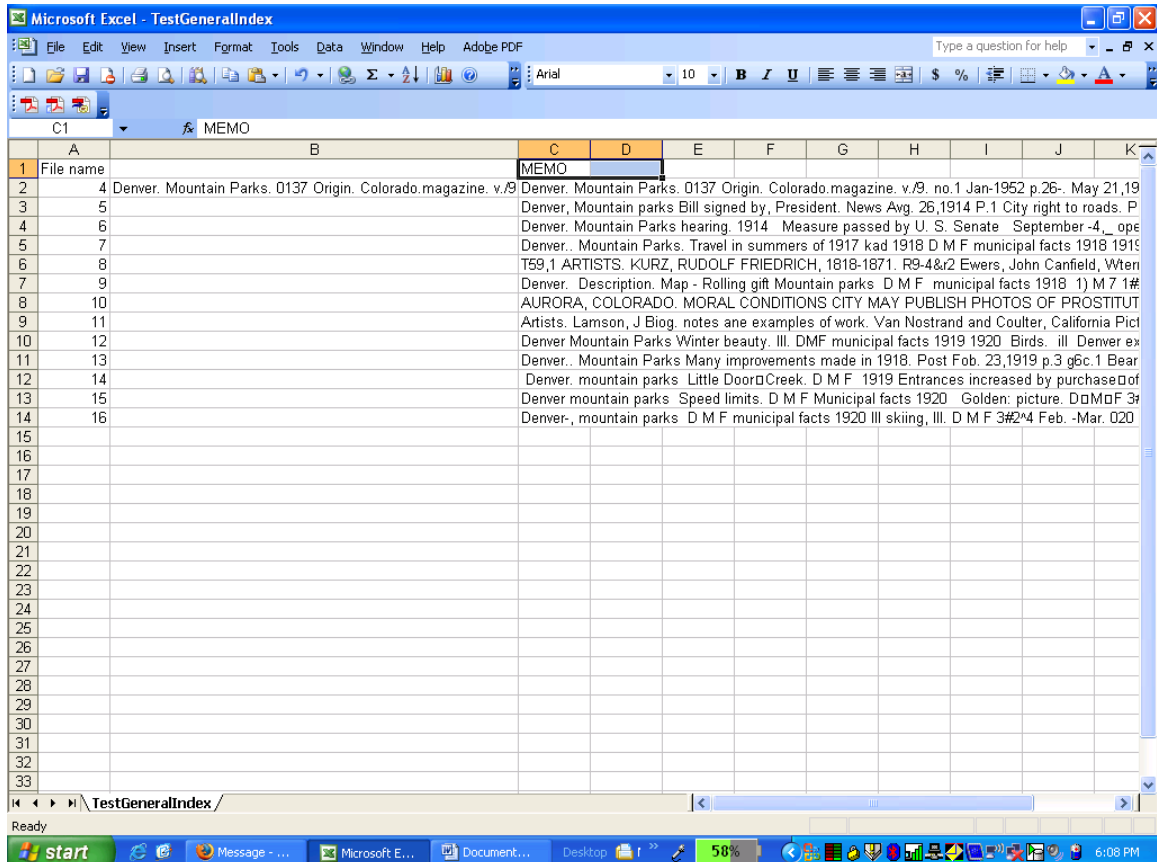 Microsoft Excel - TestGeneralIndex
File Edit View Insert Format Tools Data Window Help Adobe PDF Type a question for help
Arial 10 B I U $ %
C1 fx MEMO
A B C D E F G H I J K
1 File name MEMO
2 4 Denver. Mountain Parks. 0137 Origin. Colorado.magazine. v./9 Denver. Mountain Parks. 0137 Origin. Colorado.magazine. v./9. no.1 Jan-1952 p.26-. May 21,19
3 5 Denver, Mountain parks Bill signed by, President. News Avg. 26,1914 P.1 City right to roads. P
4 6 Denver. Mountain Parks hearing. 1914 Measure passed by U. S. Senate September -4,_ ope
5 7 Denver.. Mountain Parks. Travel in summers of 1917 kad 1918 D M F municipal facts 1918 1919
6 8 T59,1 ARTISTS. KURZ, RUDOLF FRIEDRICH, 1818-1871. R9-4&r2 Ewers, John Canfield, Wtern
7 9 Denver. Description. Map - Rolling gift Mountain parks D M F municipal facts 1918 1) M 7 1#
8 10 AURORA, COLORADO. MORAL CONDITIONS CITY MAY PUBLISH PHOTOS OF PROSTITUT
9 11 Artists. Lamson, J Biog. notes ane examples of work. Van Nostrand and Coulter, California Pict
10 12 Denver Mountain Parks Winter beauty. Ill. DMF municipal facts 1919 1920 Birds. ill Denver ex
11 13 Denver.. Mountain Parks Many improvements made in 1918. Post Fob. 23,1919 p.3 g6c.1 Bear
12 14 Denver. mountain parks Little Door□Creek. D M F 1919 Entrances increased by purchase□of
13 15 Denver mountain parks Speed limits. D M F Municipal facts 1920 Golden: picture. D□M□F 3#
14 16 Denver-, mountain parks D M F municipal facts 1920 Ill skiing, Ill. D M F 3#2^4 Feb. -Mar. 020
15
16
17
18
19
20
21
22
23
24
25
26
27
28
29
30
31
32
33
TestGeneralIndex
Ready
start Message - ... Microsoft E... Document... Desktop 58% 6:08 PM